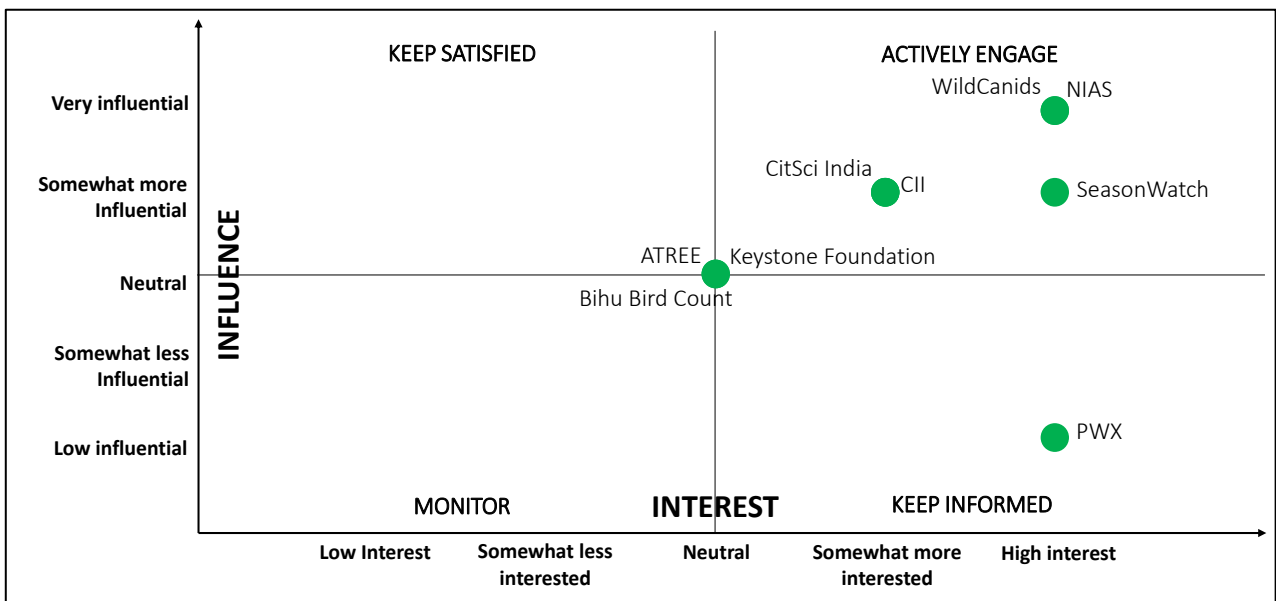 KEEP SATISFIED
ACTIVELY ENGAGE
WildCanids
NIAS
Very influential
CitSci India
CII
SeasonWatch
Somewhat more
Influential
INFLUENCE
ATREE
Keystone Foundation
Neutral
Bihu Bird Count
Somewhat less
Influential
PWX
Low influential
MONITOR
INTEREST
KEEP INFORMED
Low Interest
Somewhat less
interested
Neutral
Somewhat more
interested
High interest